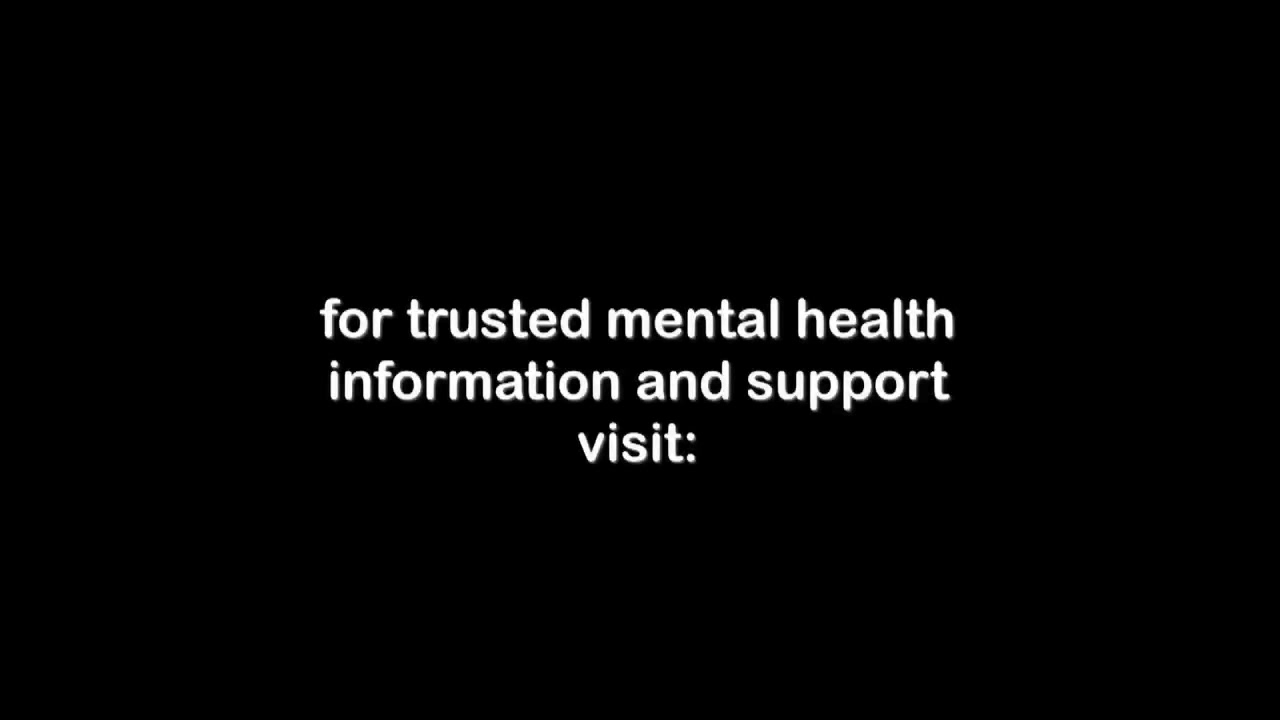 for trusted mental health
information and support
visit: